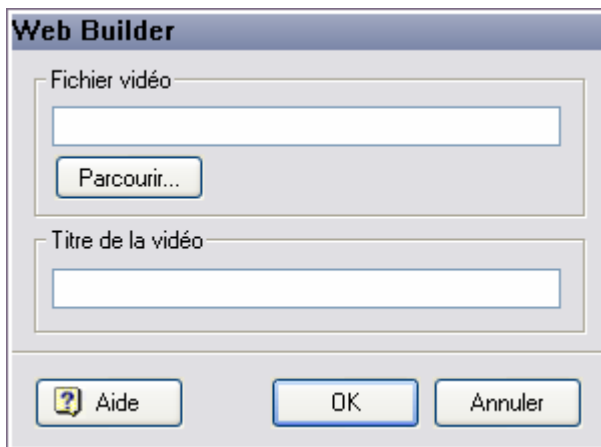 Web Builder
Fichier vidéo
Parcourir...
Titre de la vidéo
Aide
OK
Annuler